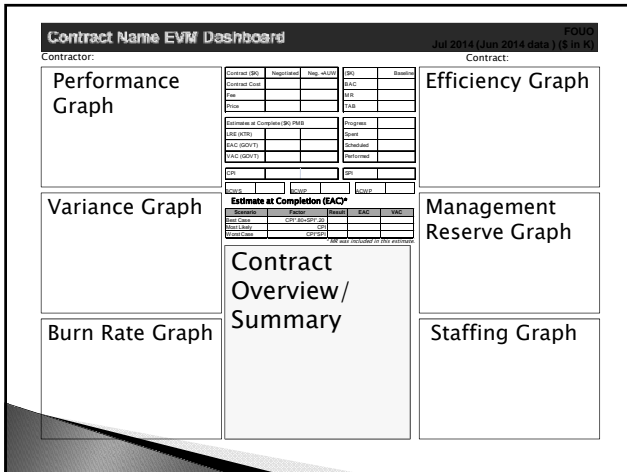 Contract Name EVM Dashboard
FOUO
Jul 2014 (Jun 2014 data ) ($ in K)
Contractor:
Contract:
Performance
Graph
Contract ($K) Negotiated Neg. +AUW
Contract Cost
Fee
Price
($K) Baseline
BAC
MR
TAB
Efficiency Graph
Estimates at Complete ($K) PMB
LRE (KTR)
EAC (GOVT)
VAC (GOVT)
Progress
Spent
Scheduled
Performed
CPI
SPI
BCWS
BCWP
ACWP
Variance Graph
Estimate at Completion (EAC)*
Scenario Factor Result EAC VAC
Best Case CPI*.80+SPI*.20
Most Likely CPI
Worst Case CPI*SPI
* MR was included in this estimate.
Management
Reserve Graph
Contract
Overview/
Summary
Burn Rate Graph
Staffing Graph